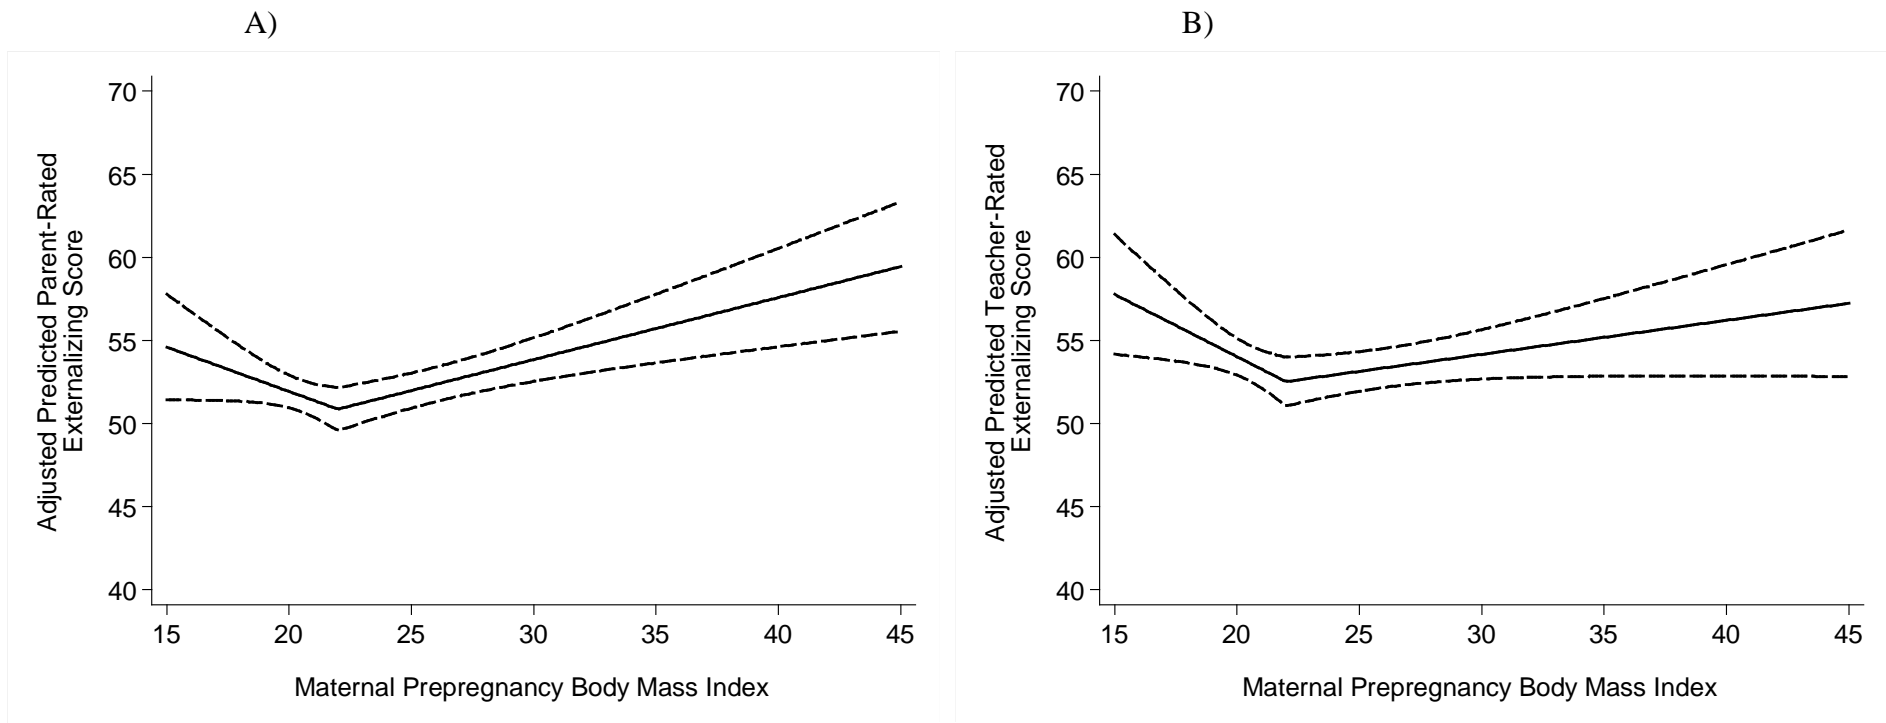 A)
Adjusted Predicted Parent-Rated
Externalizing Score
70
65
60
55
50
45
40
15 20 25 30 35 40 45
Maternal Prepregnancy Body Mass Index
B)
Adjusted Predicted Teacher-Rated
Externalizing Score
70
65
60
55
50
45
40
15 20 25 30 35 40 45
Maternal Prepregnancy Body Mass Index